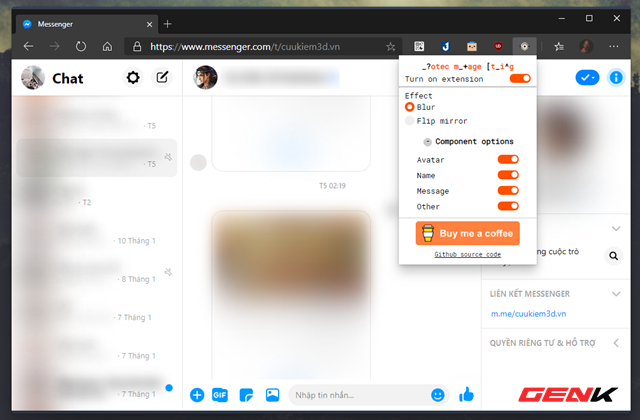 Messenger
https://www.messenger.com/t/cuukiem3d.vn
Chat
· T5
· T5
· T2
· 10 Tháng 1
· 8 Tháng 1
· 7 Tháng 1
· 7 Tháng 1
· 7 Tháng 1
T5 02:19
GIF
Nhập tin nhắn...
_?otec m_+age [t_i^g
Turn on extension
Effect
Blur
Flip mirror
Component options
Avatar
Name
Message
Other
Buy me a coffee
Github source code
ng cuộc trò
LIÊN KẾT MESSENGER
m.me/cuukiem3d.vn
QUYỀN RIÊNG TƯ & HỖ TRỢ
GENK